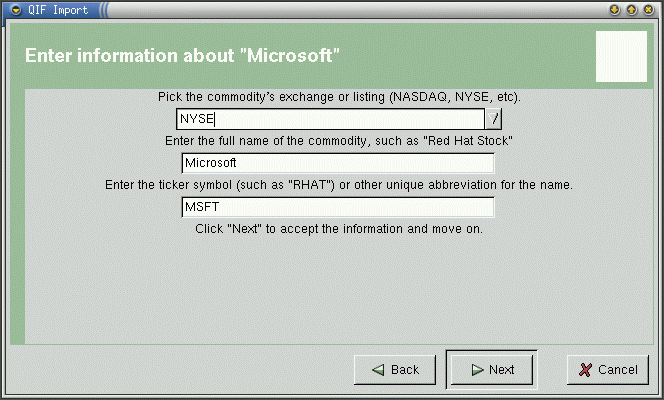 QIF Import
Enter information about "Microsoft"
Pick the commodity's exchange or listing (NASDAQ, NYSE, etc).
NYSE
Enter the full name of the commodity, such as "Red Hat Stock"
Microsoft
Enter the ticker symbol (such as "RHAT") or other unique abbreviation for the name.
MSFT
Click "Next" to accept the information and move on.
Back Next Cancel